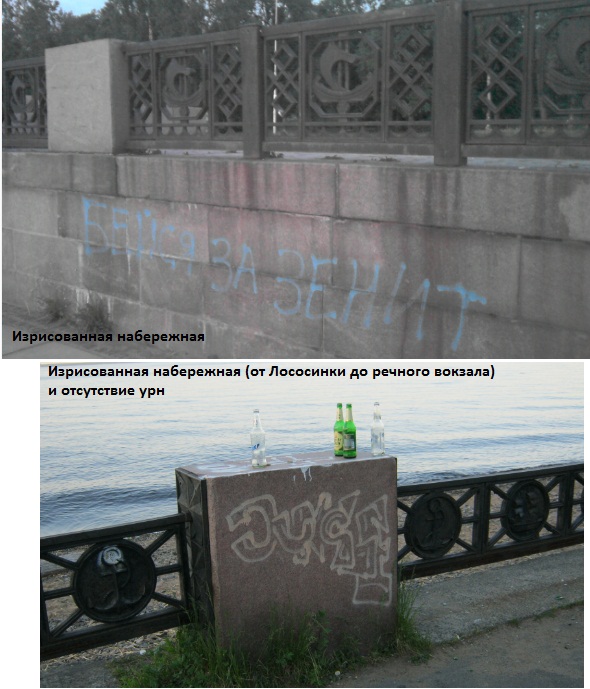 БЕЙСЯ ЗА ЗЕНИТ
Изрисованная набережная
Изрисованная набережная (от Лососинки до речного вокзала)
и отсутствие урн